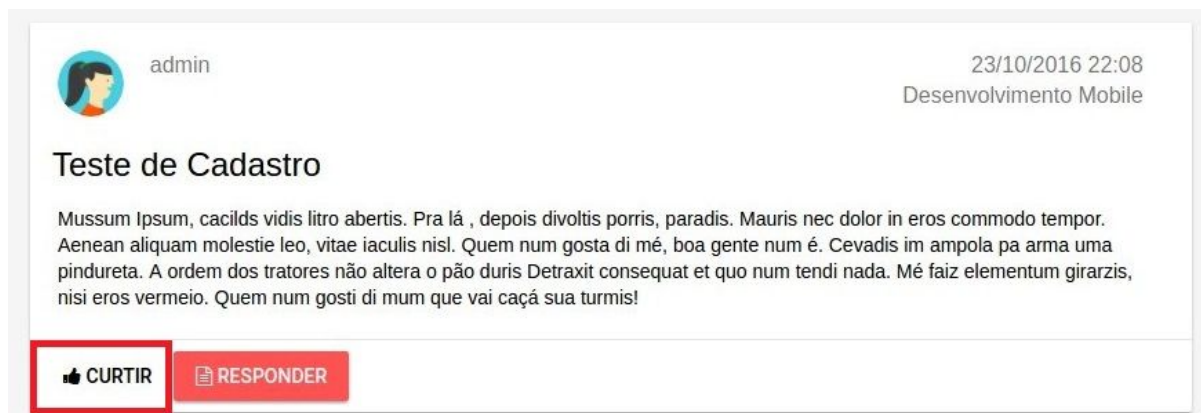 admin
23/10/2016 22:08
Desenvolvimento Mobile
Teste de Cadastro
Mussum Ipsum, cacilds vidis litro abertis. Pra lá , depois divoltis porris, paradis. Mauris nec dolor in eros commodo tempor.
Aenean aliquam molestie leo, vitae iaculis nisl. Quem num gosta di mé, boa gente num é. Cevadis im ampola pa arma uma
pindureta. A ordem dos tratores não altera o pão duris Detraxit consequat et quo num tendi nada. Mé faiz elementum girarzis,
nisi eros vermeio. Quem num gosti di mum que vai caçá sua turmis!
CURTIR
RESPONDER